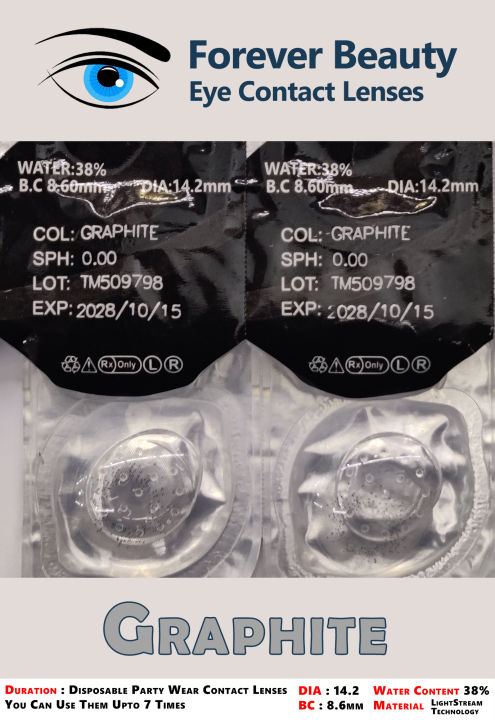 Forever Beauty
Eye Contact Lenses
WATER:38%
B.C 8.60mm DIA:14.2mm
COL: GRAPHITE
SPH: 0.00
LOT: TM509798
EXP: 2028/10/15
Rx Only L R
WATER:38%
B.C 8.60mm DIA:14.2mm
COL: GRAPHITE
SPH: 0.00
LOT: TM509798
EXP: 2028/10/15
Rx Only L R
GRAPHITE
DURATION : DISPOSABLE PARTY WEAR CONTACT LENSES
YOU CAN USE THEM UPTO 7 TIMES
DIA : 14.2
BC : 8.6MM
WATER CONTENT 38%
MATERIAL LIGHTSTREAM TECHNOLOGY